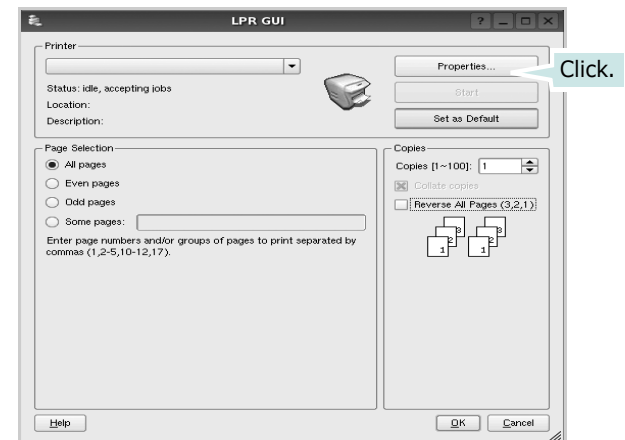 LPR GUI
Printer
Properties...
Click.
Status: idle, accepting jobs
Start
Location:
Description:
Set as Default
Page Selection
All pages
Even pages
Odd pages
Some pages:
Enter page numbers and/or groups of pages to print separated by
commas (1,2-5,10-12,17).
Copies
Copies [1~100]: 1
Collate copies
Reverse All Pages (3,2,1)
3 3
2 2
1 1
Help
OK
Cancel